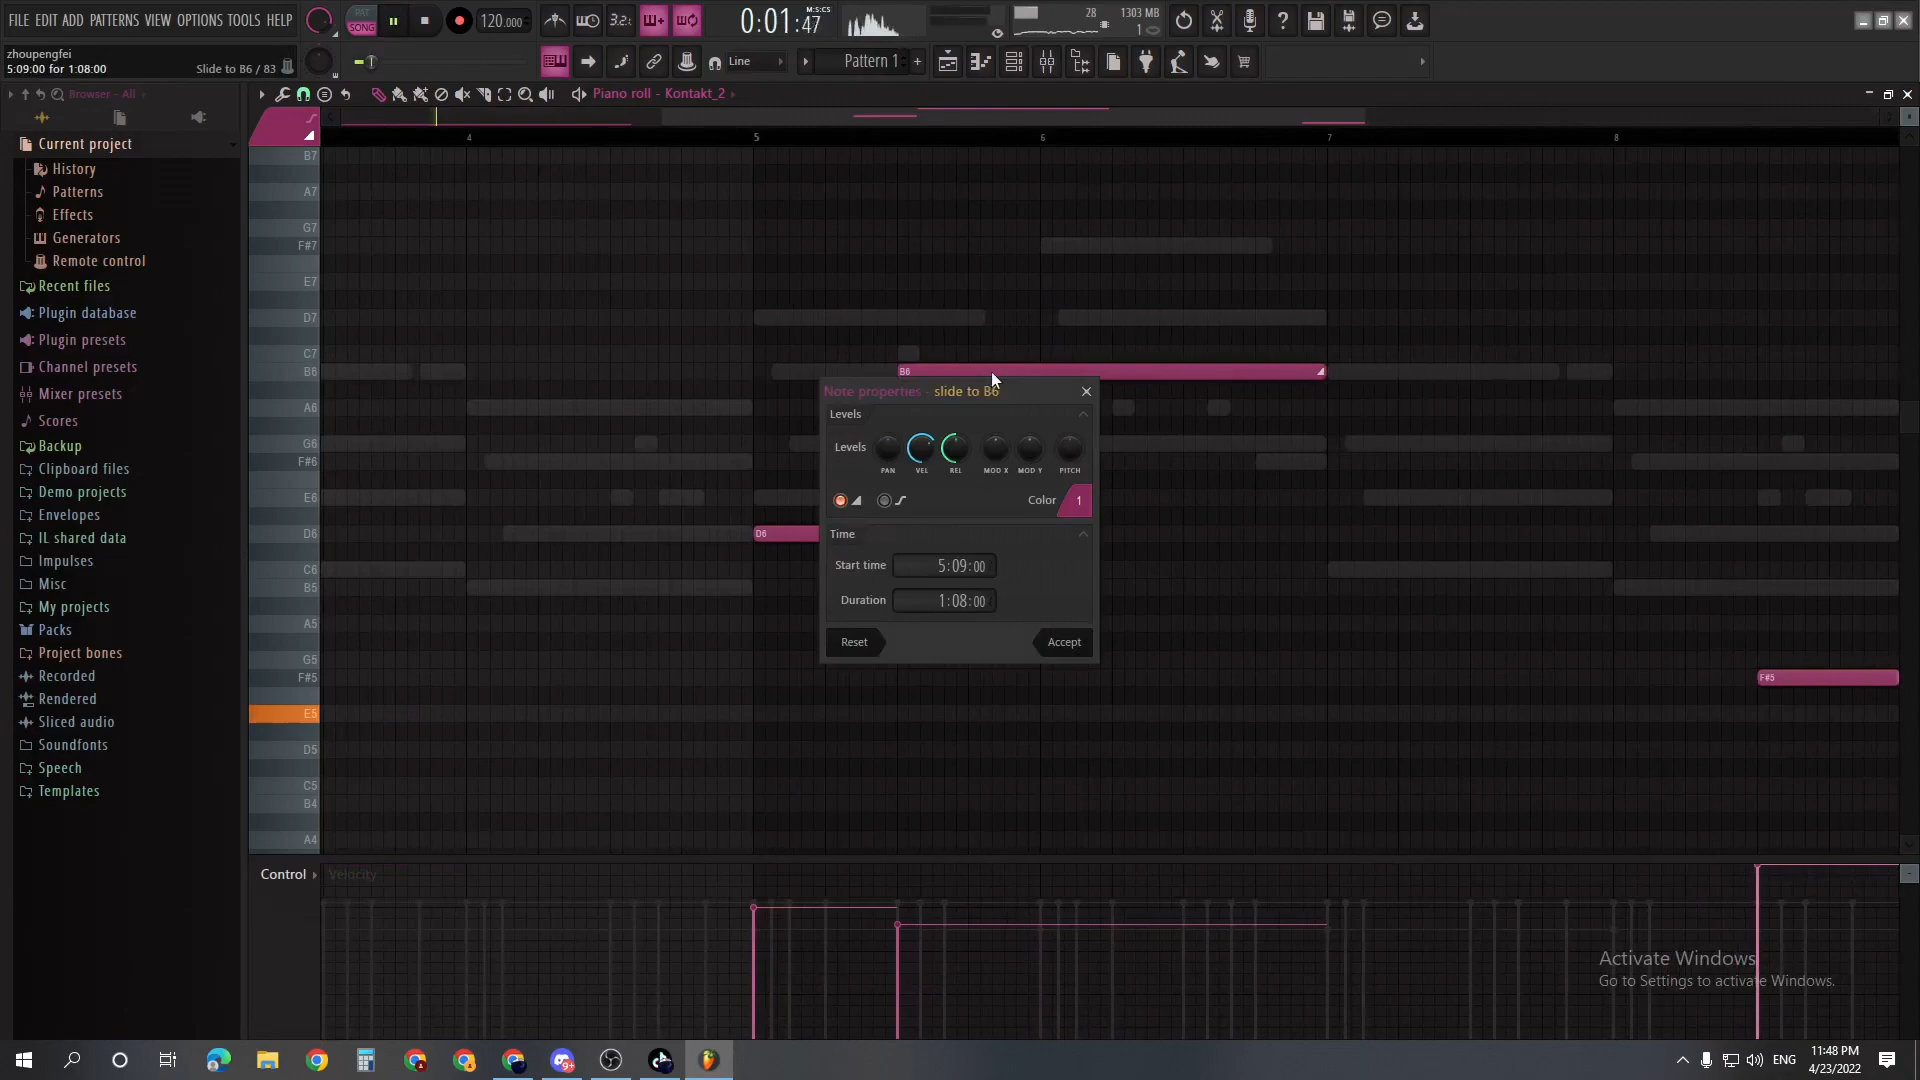 FILE EDIT ADD PATTERNS VIEW OPTIONS TOOLS HELP
PAT
SONG
120.000
3.2.
0:01:47
M:S:CS
28
1303 MB
1
zhoupengfei
5:09:00 for 1:08:00
Slide to B6 / 83
Line
Pattern 1
+
Browser - All
Piano roll - Kontakt_2
Current project
History
Patterns
Effects
Generators
Remote control
Recent files
Plugin database
Plugin presets
Channel presets
Mixer presets
Scores
Backup
Clipboard files
Demo projects
Envelopes
IL shared data
Impulses
Misc
My projects
Packs
Project bones
Recorded
Rendered
Sliced audio
Soundfonts
Speech
Templates
4 5 6 7 8
B7
A7
G7
F#7
E7
D7
C7
B6
A6
G6
F#6
E6
D6
C6
B5
A5
G5
F#5
E5
D5
C5
B4
A4
B6
D6
F#5
Note properties - slide to B6
Levels
Levels
PAN VEL REL MOD X MOD Y PITCH
Color 1
Time
Start time 5:09:00
Duration 1:08:00
Reset Accept
Control Velocity
Activate Windows
Go to Settings to activate Windows.
9+
ENG
11:48 PM
4/23/2022